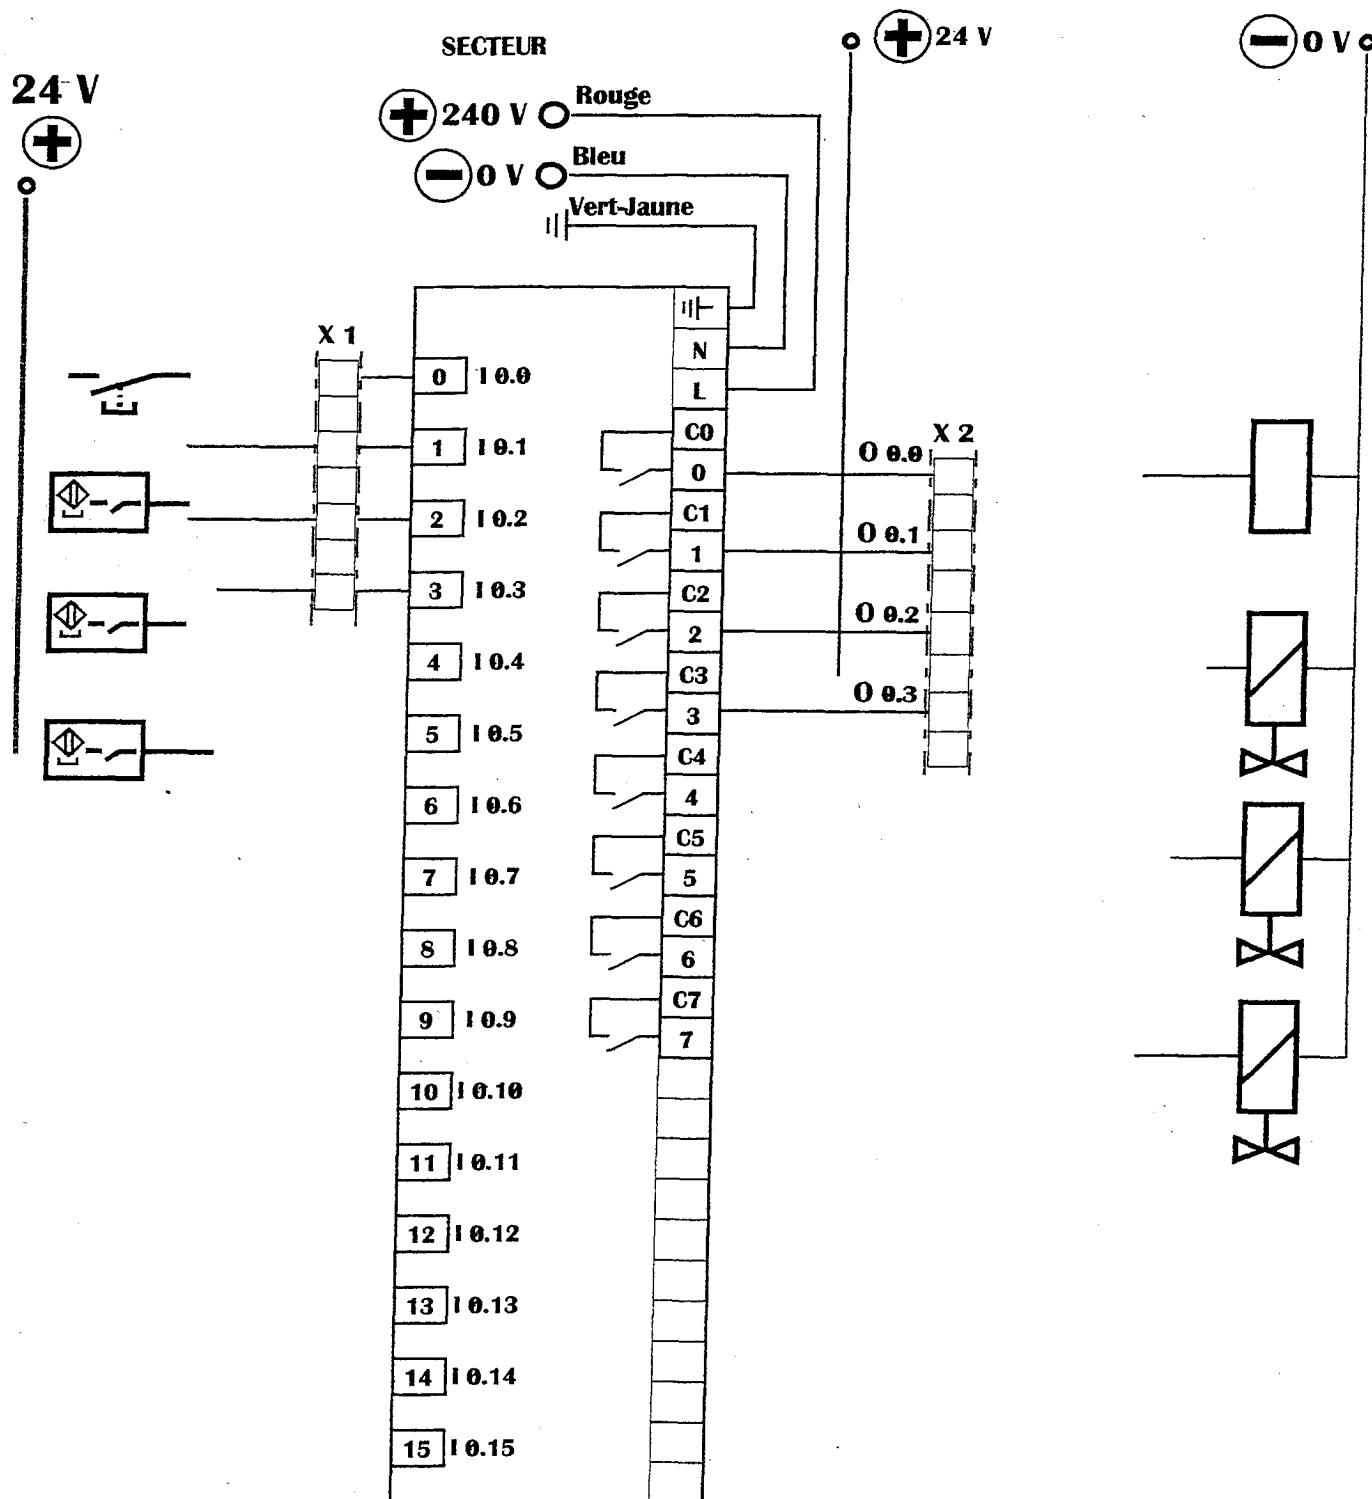 SECTEUR
24 V
0 V
24 V
240 V
Rouge
0 V
Bleu
Vert-Jaune
X 1
N
L
0 I 0.0
C0
X 2
1 I 0.1
0
O 0.0
C1
2 I 0.2
1
O 0.1
C2
3 I 0.3
2
O 0.2
4 I 0.4
C3
3
O 0.3
5 I 0.5
C4
6 I 0.6
4
C5
7 I 0.7
5
C6
8 I 0.8
6
C7
9 I 0.9
7
10 I 0.10
11 I 0.11
12 I 0.12
13 I 0.13
14 I 0.14
15 I 0.15